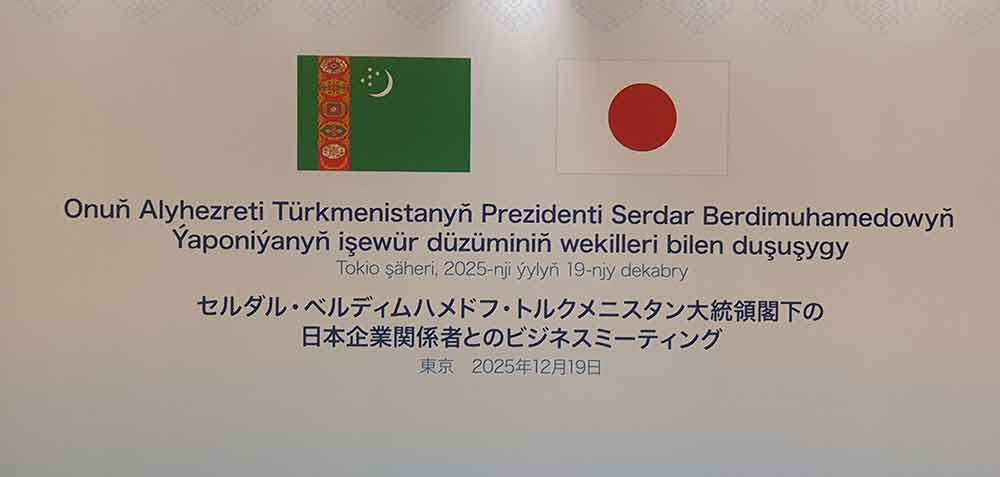 Onuň Alyhezreti Türkmenistanyň Prezidenti Serdar Berdimuhamedowyň
Ýaponiýanyň işewür düzüminiň wekilleri bilen duşuşygy
Tokio şäheri, 2025-nji ýylyň 19-njy dekabry
セルダル・ベルディムハメドフ・トルクメニスタン大統領閣下の
日本企業関係者とのビジネスミーティング
東京　2025年12月19日